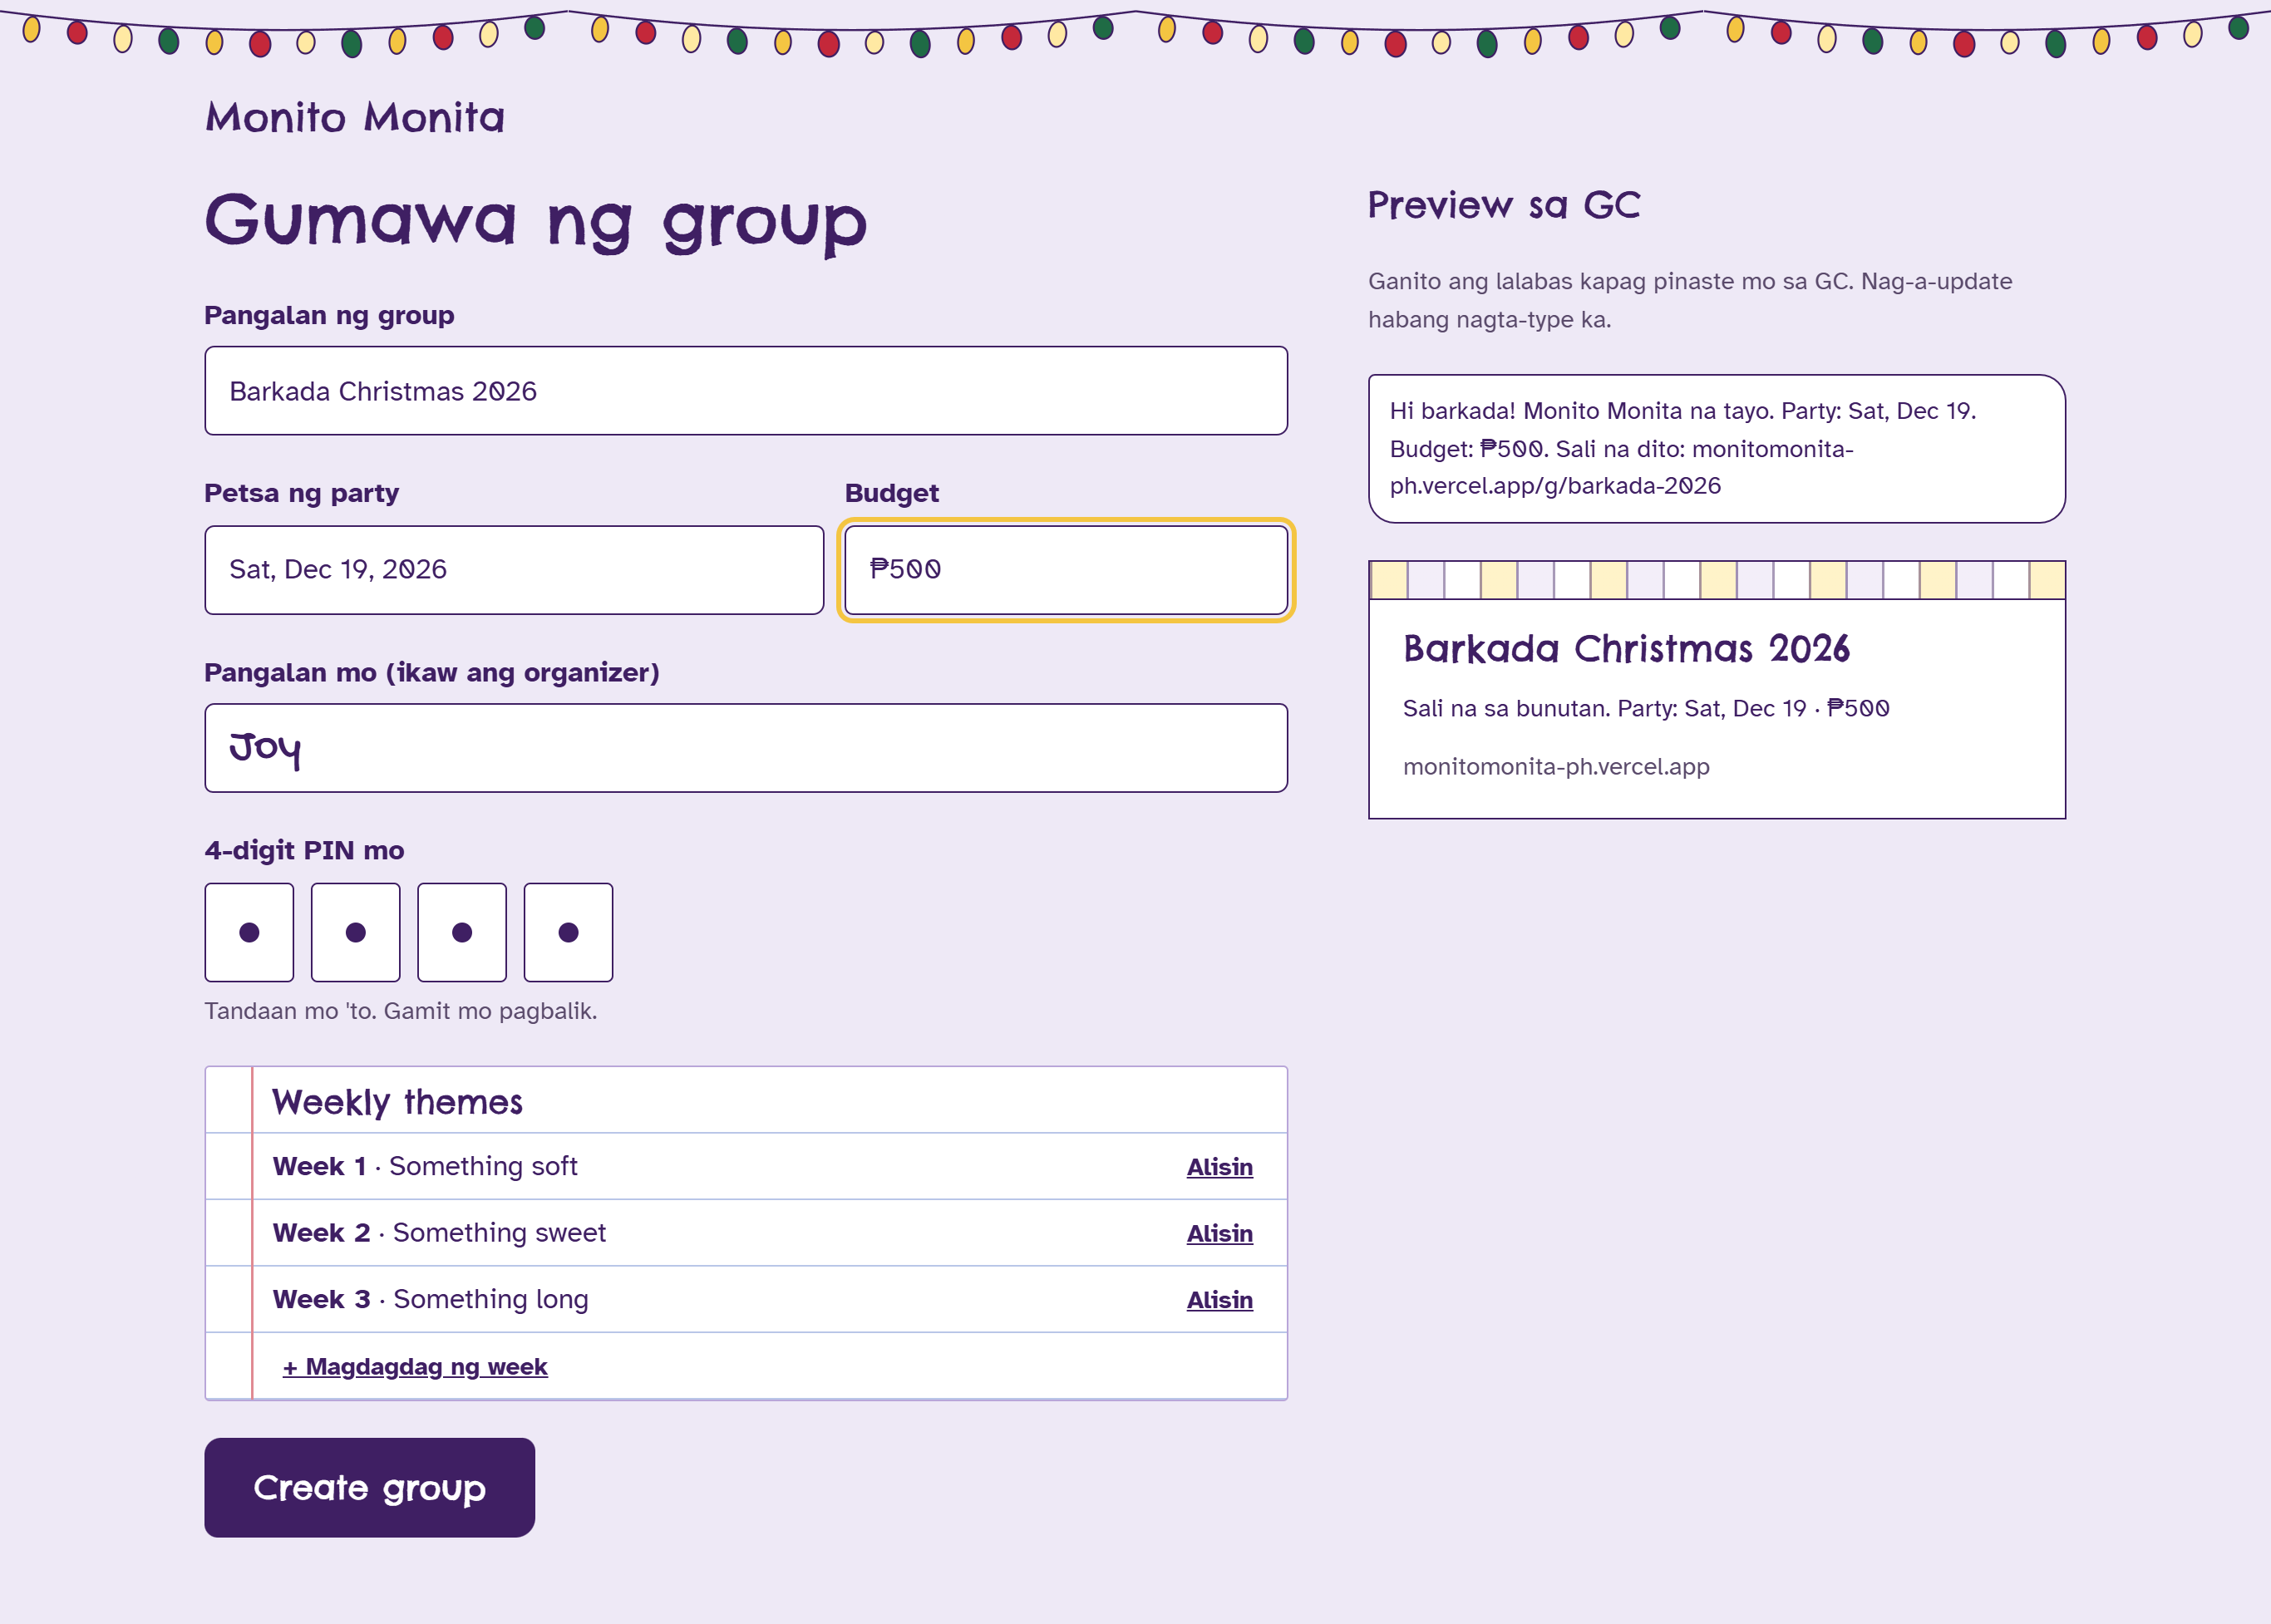 Monito Monita
Gumawa ng group
Pangalan ng group
Barkada Christmas 2026
Petsa ng party
Sat, Dec 19, 2026
Budget
₱500
Pangalan mo (ikaw ang organizer)
Joy
4-digit PIN mo
Tandaan mo 'to. Gamit mo pagbalik.
Weekly themes
Week 1 · Something soft
Alisin
Week 2 · Something sweet
Alisin
Week 3 · Something long
Alisin
+ Magdagdag ng week
Create group
Preview sa GC
Ganito ang lalabas kapag pinaste mo sa GC. Nag-a-update
habang nagta-type ka.
Hi barkada! Monito Monita na tayo. Party: Sat, Dec 19.
Budget: ₱500. Sali na dito: monitomonita-
ph.vercel.app/g/barkada-2026
Barkada Christmas 2026
Sali na sa bunutan. Party: Sat, Dec 19 · ₱500
monitomonita-ph.vercel.app